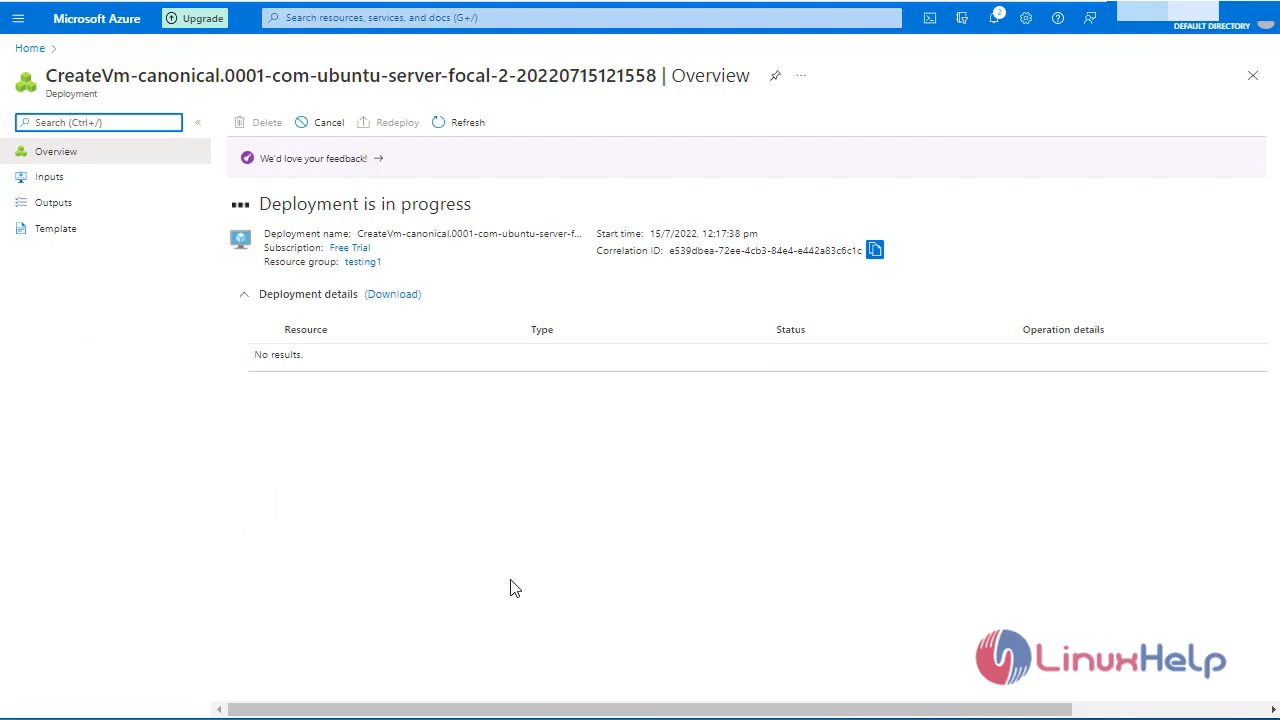 Microsoft Azure
Upgrade
Search resources, services, and docs (G+/)
2
DEFAULT DIRECTORY
Home
CreateVm-canonical.0001-com-ubuntu-server-focal-2-20220715121558 | Overview
Deployment
Search (Ctrl+/)
Delete
Cancel
Redeploy
Refresh
Overview
Inputs
Outputs
Template
We'd love your feedback!
Deployment is in progress
Deployment name: CreateVm-canonical.0001-com-ubuntu-server-f...
Subscription: Free Trial
Resource group: testing1
Start time: 15/7/2022, 12:17:38 pm
Correlation ID: e539dbea-72ee-4cb3-84e4-e442a83c6c1c
Deployment details (Download)
Resource Type Status Operation details
No results.
LinuxHelp